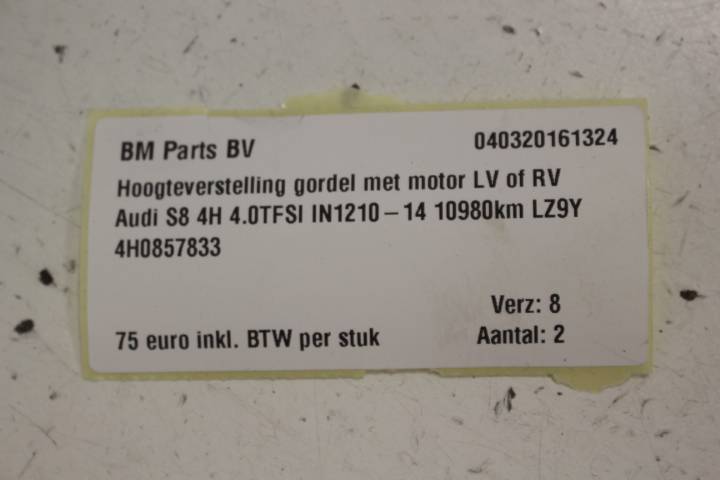 BM Parts BV 040320161324
Hoogteverstelling gordel met motor LV of RV
Audi S8 4H 4.0TFSI IN1210 – 14 10980km LZ9Y
4H0857833
Verz: 8
75 euro inkl. BTW per stuk Aantal: 2